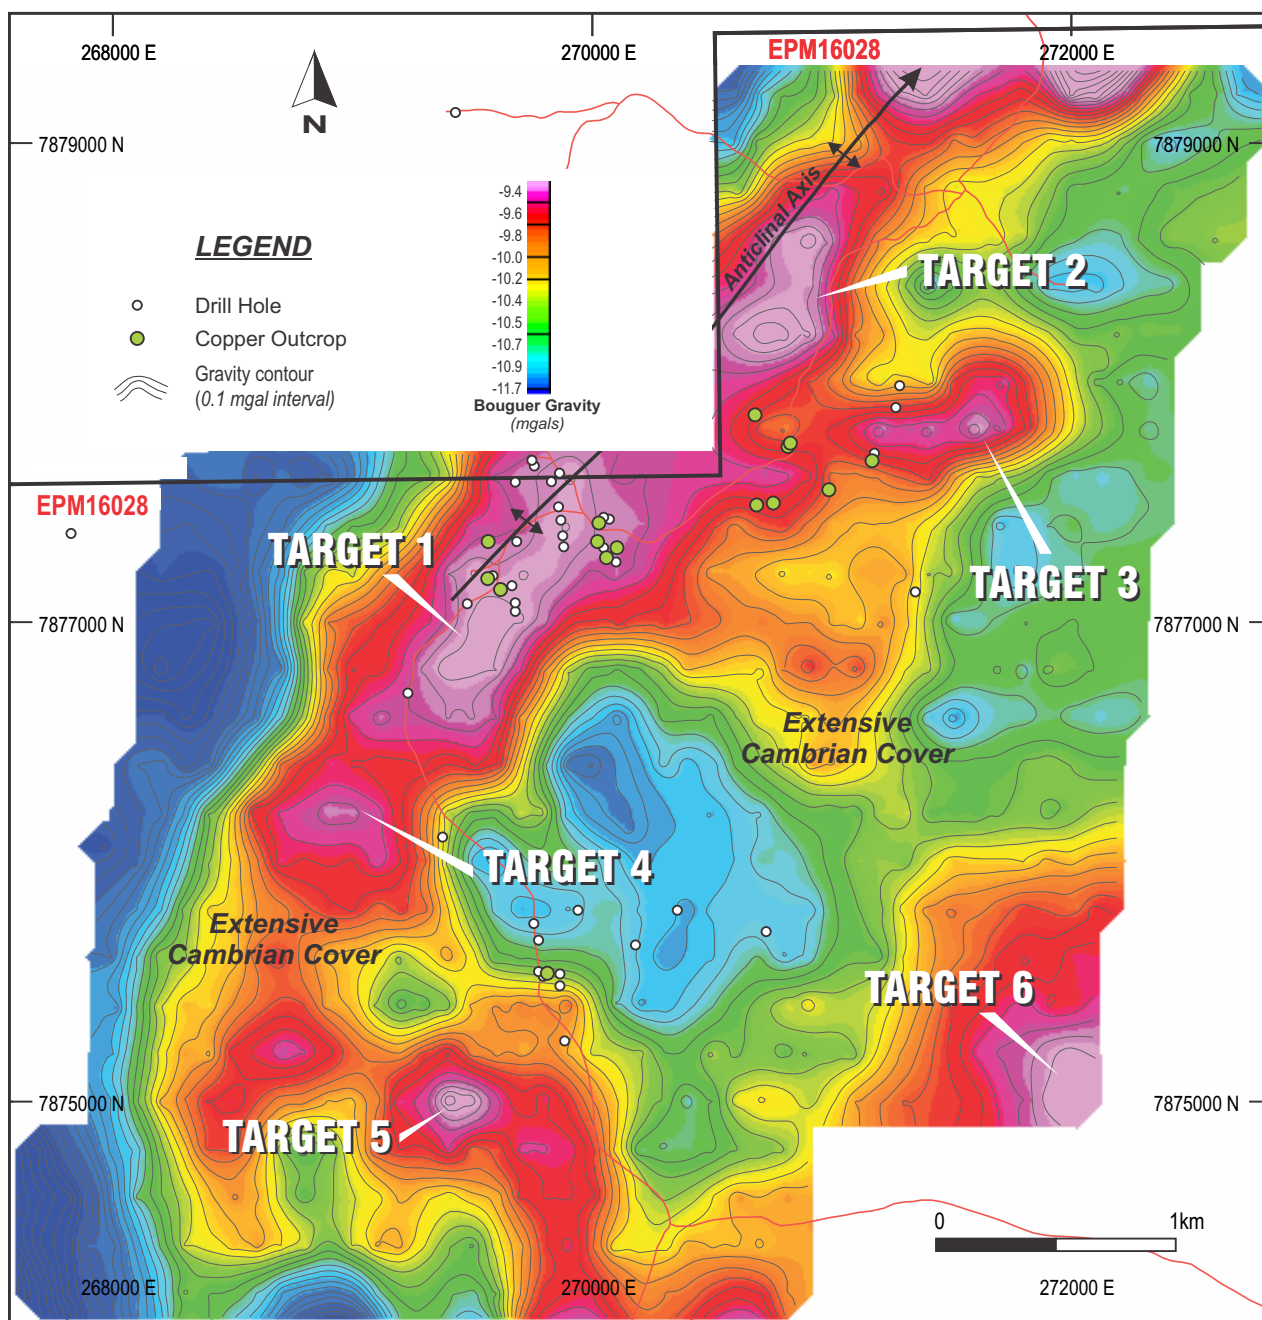 268000 E
270000 E
EPM16028
272000 E
N
7879000 N
7879000 N
Anticlinal Axis
-9.4
-9.6
-9.8
-10.0
-10.2
-10.4
-10.5
-10.7
-10.9
-11.7
Bouguer Gravity
(mgals)
LEGEND
Drill Hole
Copper Outcrop
Gravity contour
(0.1 mgal interval)
TARGET 2
EPM16028
TARGET 1
TARGET 3
7877000 N
7877000 N
Extensive
Cambrian Cover
TARGET 4
Extensive
Cambrian Cover
TARGET 6
7875000 N
7875000 N
TARGET 5
0
1km
268000 E
270000 E
272000 E